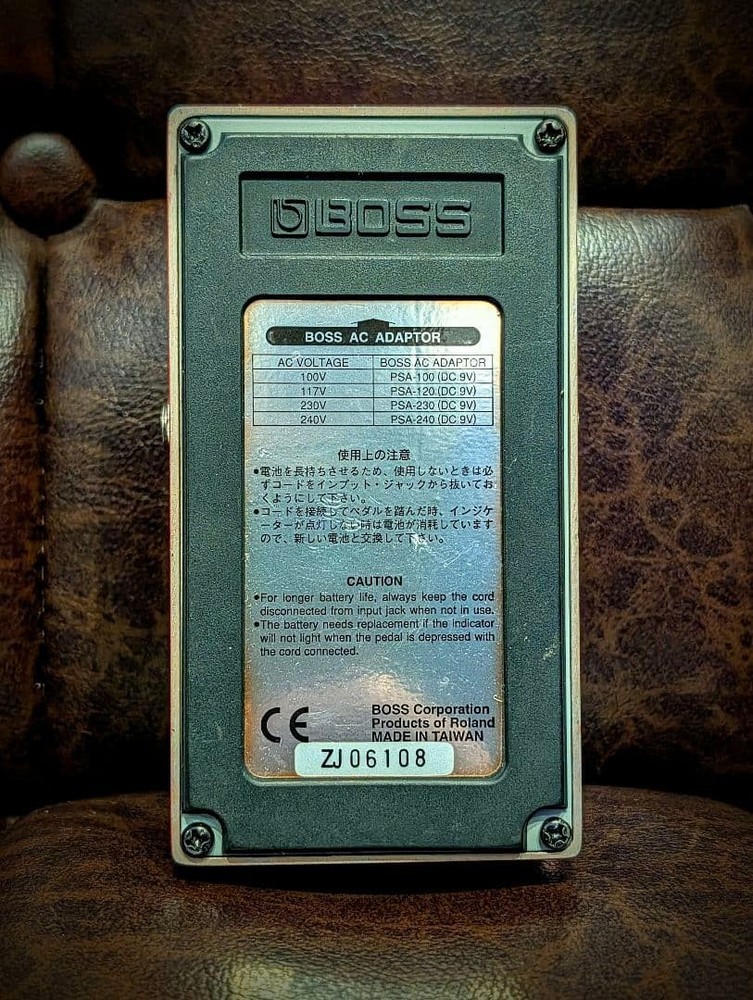 BOSS
BOSS AC ADAPTOR
AC VOLTAGE BOSS AC ADAPTOR
100V PSA-100 (DC 9V)
117V PSA-120 (DC 9V)
230V PSA-230 (DC 9V)
240V PSA-240 (DC 9V)
使用上の注意
●電池を長持ちさせるため、使用しないときは必
ずコードをインプット・ジャックから抜いてお
くようにして下さい。
●コードを接続してペダルを踏んだ時、インジケ
ーターが点灯しない時は電池が消耗しています
ので、新しい電池と交換して下さい。
CAUTION
●For longer battery life, always keep the cord
disconnected from input jack when not in use.
●The battery needs replacement if the indicator
will not light when the pedal is depressed with
the cord connected.
CE
BOSS Corporation
Products of Roland
MADE IN TAIWAN
ZJ06108